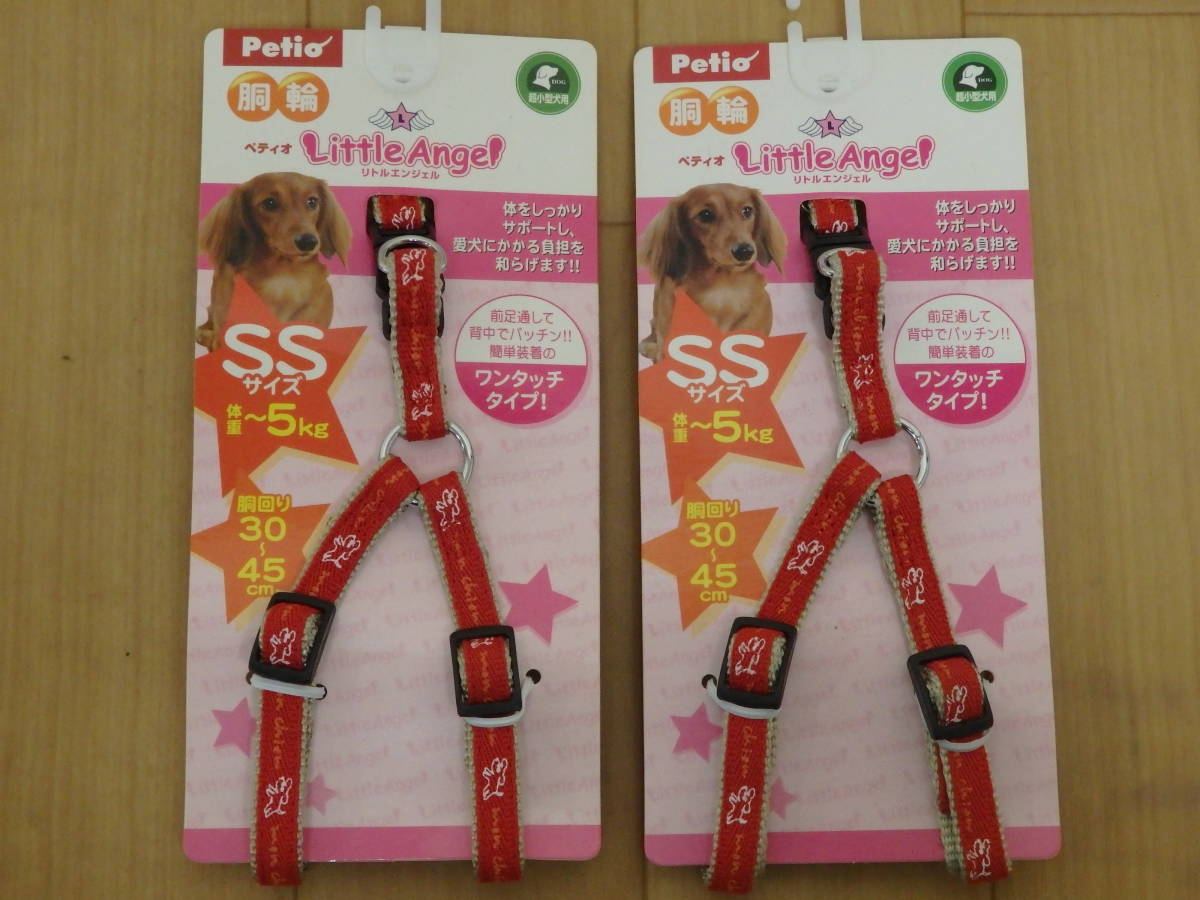 Petio
胴輪
DOG
超小型犬用
L
ペティオ Little Angel
リトルエンジェル
体をしっかり
サポートし、
愛犬にかかる負担を
和らげます!!
前足通して
背中でパッチン!!
簡単装着の
ワンタッチ
タイプ!
SS
サイズ
体重~5kg
胴回り
30
~
45
cm
Petio
胴輪
DOG
超小型犬用
L
ペティオ Little Angel
リトルエンジェル
体をしっかり
サポートし、
愛犬にかかる負担を
和らげます!!
前足通して
背中でパッチン!!
簡単装着の
ワンタッチ
タイプ!
SS
サイズ
体重~5kg
胴回り
30
~
45
cm